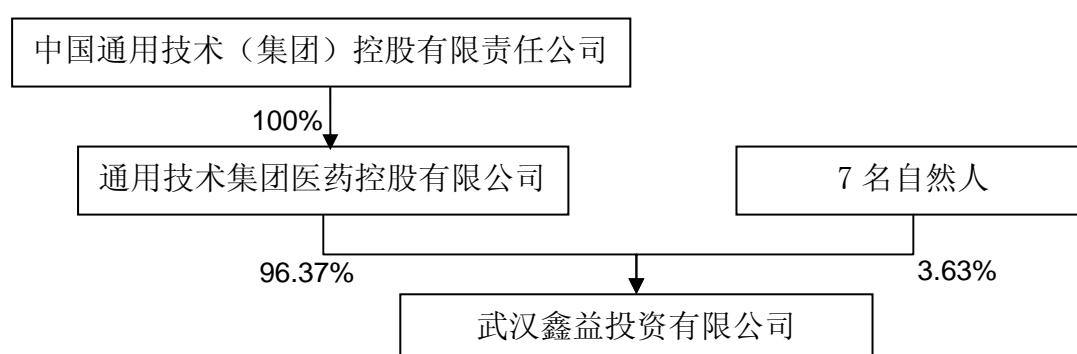 中国通用技术（集团）控股有限责任公司
100%
通用技术集团医药控股有限公司
7 名自然人
96.37%
3.63%
武汉鑫益投资有限公司